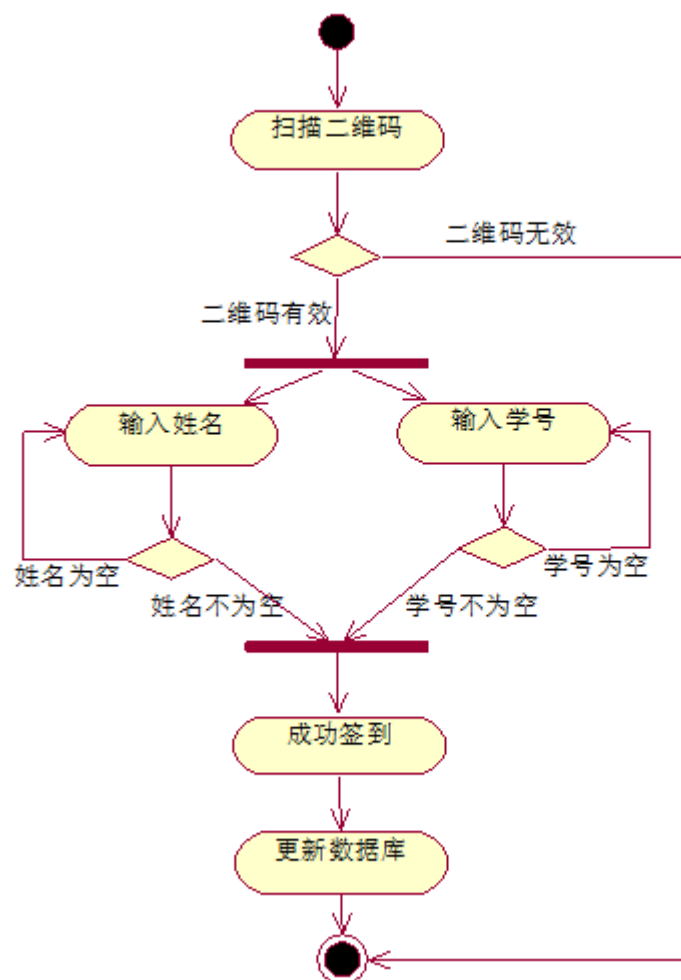 扫描二维码
二维码无效
二维码有效
输入姓名
输入学号
姓名为空
学号为空
姓名不为空
学号不为空
成功签到
更新数据库